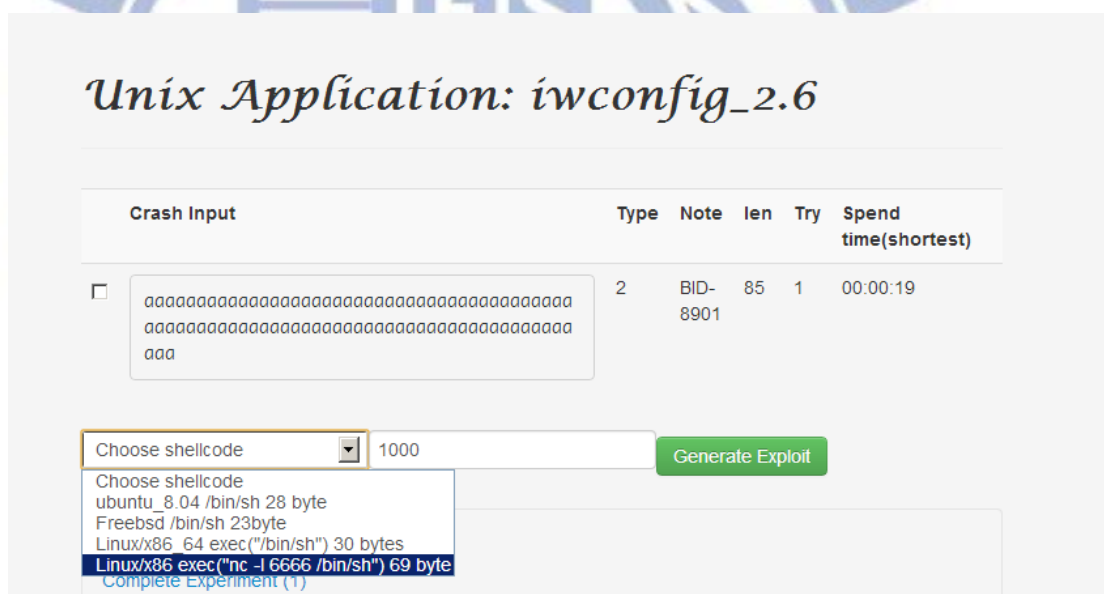 Unix Application: iwconfig_2.6
Crash Input Type Note len Try Spend time(shortest)
aaaaaaaaaaaaaaaaaaaaaaaaaaaaaaaaaaaaaaaaa
aaaaaaaaaaaaaaaaaaaaaaaaaaaaaaaaaaaaaaaaa
aaa
2 BID-8901 85 1 00:00:19
Choose shellcode 1000 Generate Exploit
Choose shellcode
ubuntu_8.04 /bin/sh 28 byte
Freebsd /bin/sh 23byte
Linux/x86_64 exec("/bin/sh") 30 bytes
Linux/x86 exec("nc -l 6666 /bin/sh") 69 byte
Complete Experiment (1)